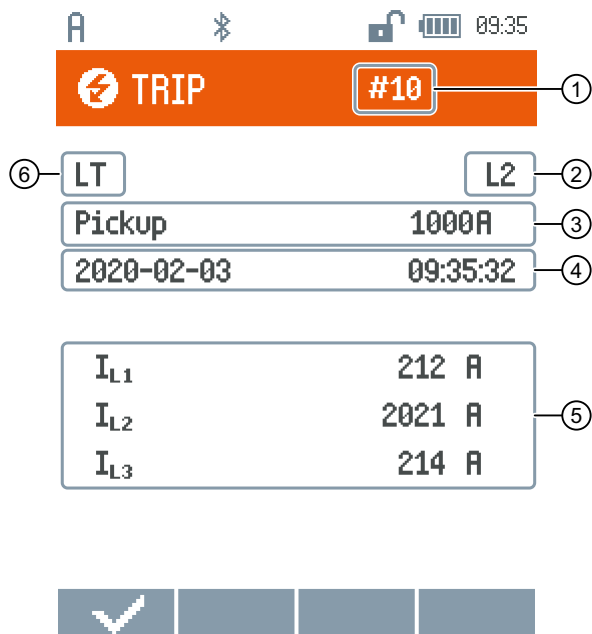 A 09:35
TRIP #10 1
6 LT L2 2
Pickup 1000A 3
2020-02-03 09:35:32 4
IL1 212 A
IL2 2021 A 5
IL3 214 A